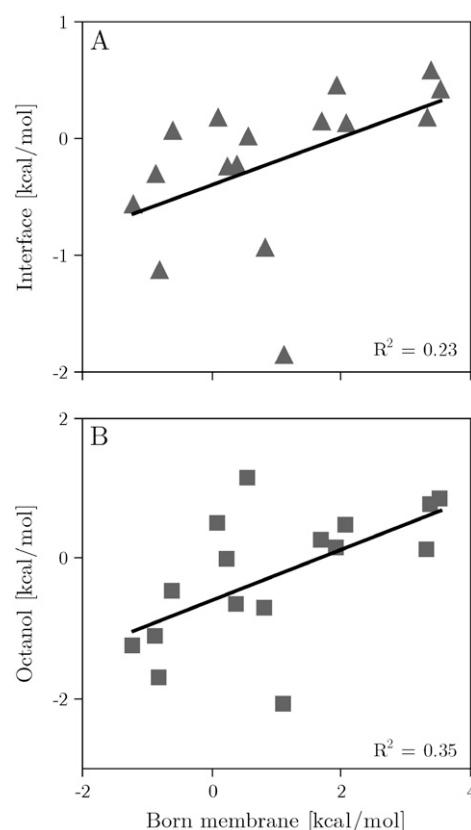 A
1
0
-1
-2
Interface [kcal/mol]
R² = 0.23
B
2
0
-2
Octanol [kcal/mol]
R² = 0.35
-2 0 2 4
Born membrane [kcal/mol]